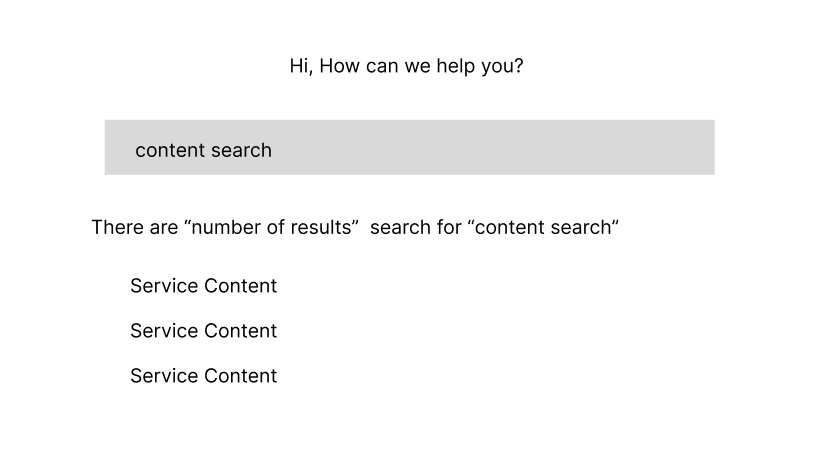 Hi, How can we help you?
content search
There are “number of results”  search for “content search”
Service Content
Service Content
Service Content